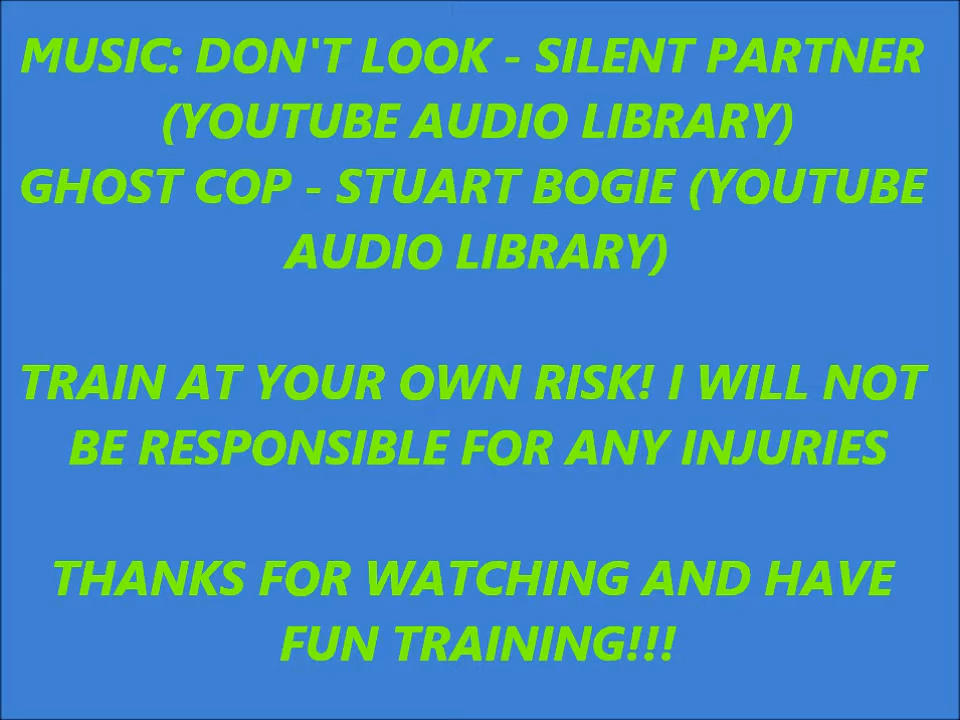 MUSIC: DON'T LOOK - SILENT PARTNER
(YOUTUBE AUDIO LIBRARY)
GHOST COP - STUART BOGIE (YOUTUBE
AUDIO LIBRARY)
TRAIN AT YOUR OWN RISK! I WILL NOT
BE RESPONSIBLE FOR ANY INJURIES
THANKS FOR WATCHING AND HAVE
FUN TRAINING!!!